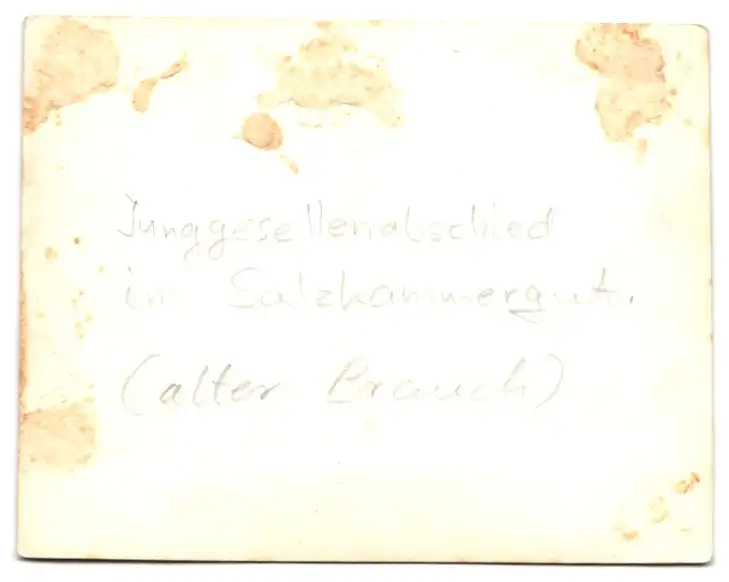 Junggesellenabschied
im Salzkammergut.
(alter Brauch)